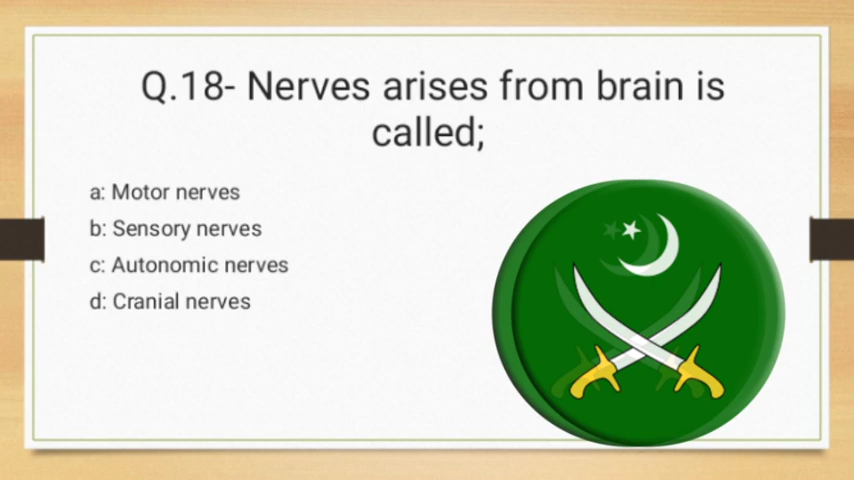 Q.18- Nerves arises from brain is
called;
a: Motor nerves
b: Sensory nerves
c: Autonomic nerves
d: Cranial nerves